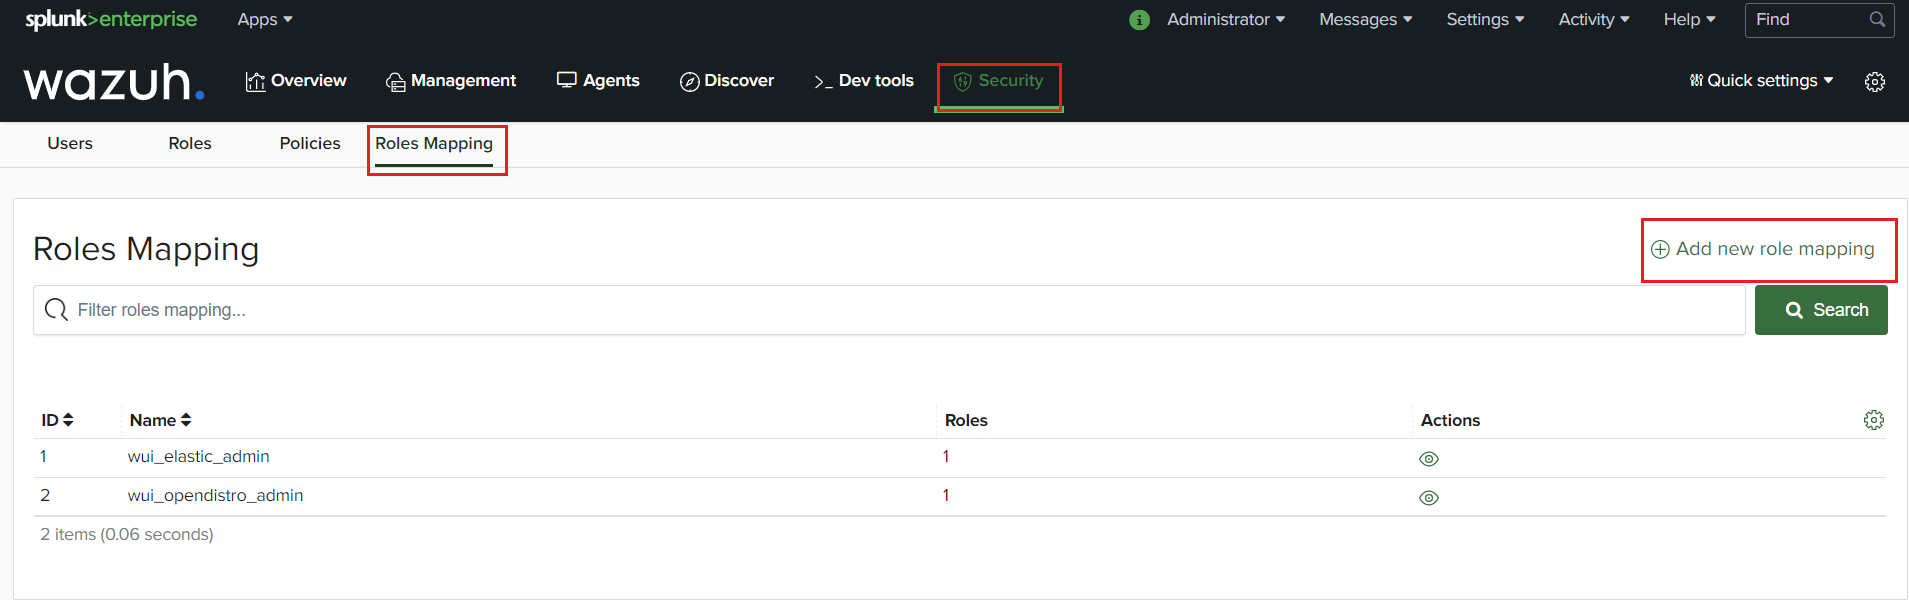 splunk>enterprise Apps Administrator Messages Settings Activity Help Find
wazuh. Overview Management Agents Discover >_ Dev tools Security Quick settings
Users Roles Policies Roles Mapping
Roles Mapping
Add new role mapping
Filter roles mapping... Search
ID Name Roles Actions
1 wui_elastic_admin 1
2 wui_opendistro_admin 1
2 items (0.06 seconds)